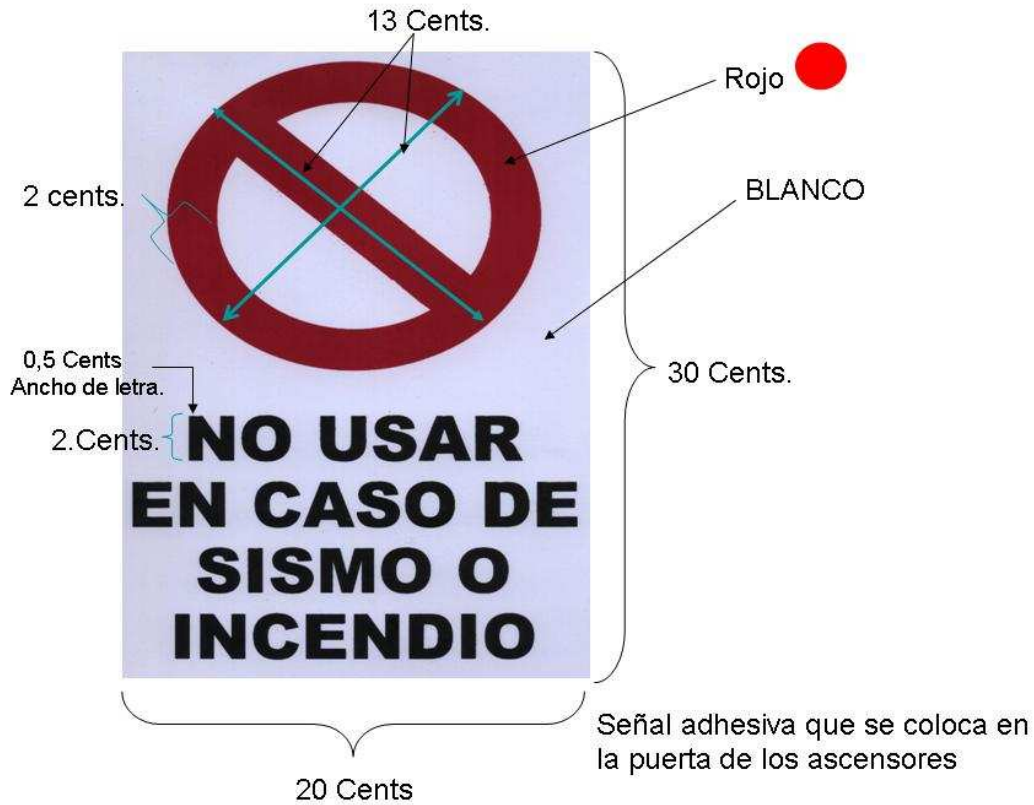 13 Cents.
Rojo
BLANCO
2 cents.
0,5 Cents
Ancho de letra.
30 Cents.
2.Cents.
NO USAR
EN CASO DE
SISMO O
INCENDIO
Señal adhesiva que se coloca en
la puerta de los ascensores
20 Cents